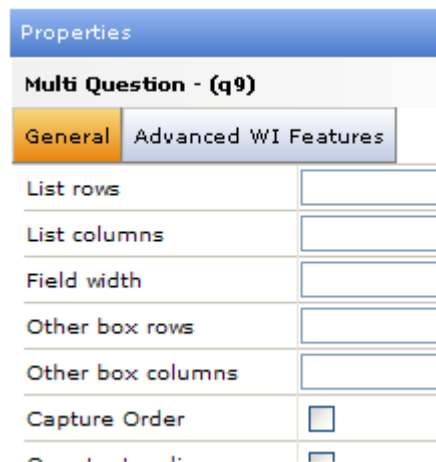 Properties
Multi Question - (q9)
General Advanced WI Features
List rows
List columns
Field width
Other box rows
Other box columns
Capture Order